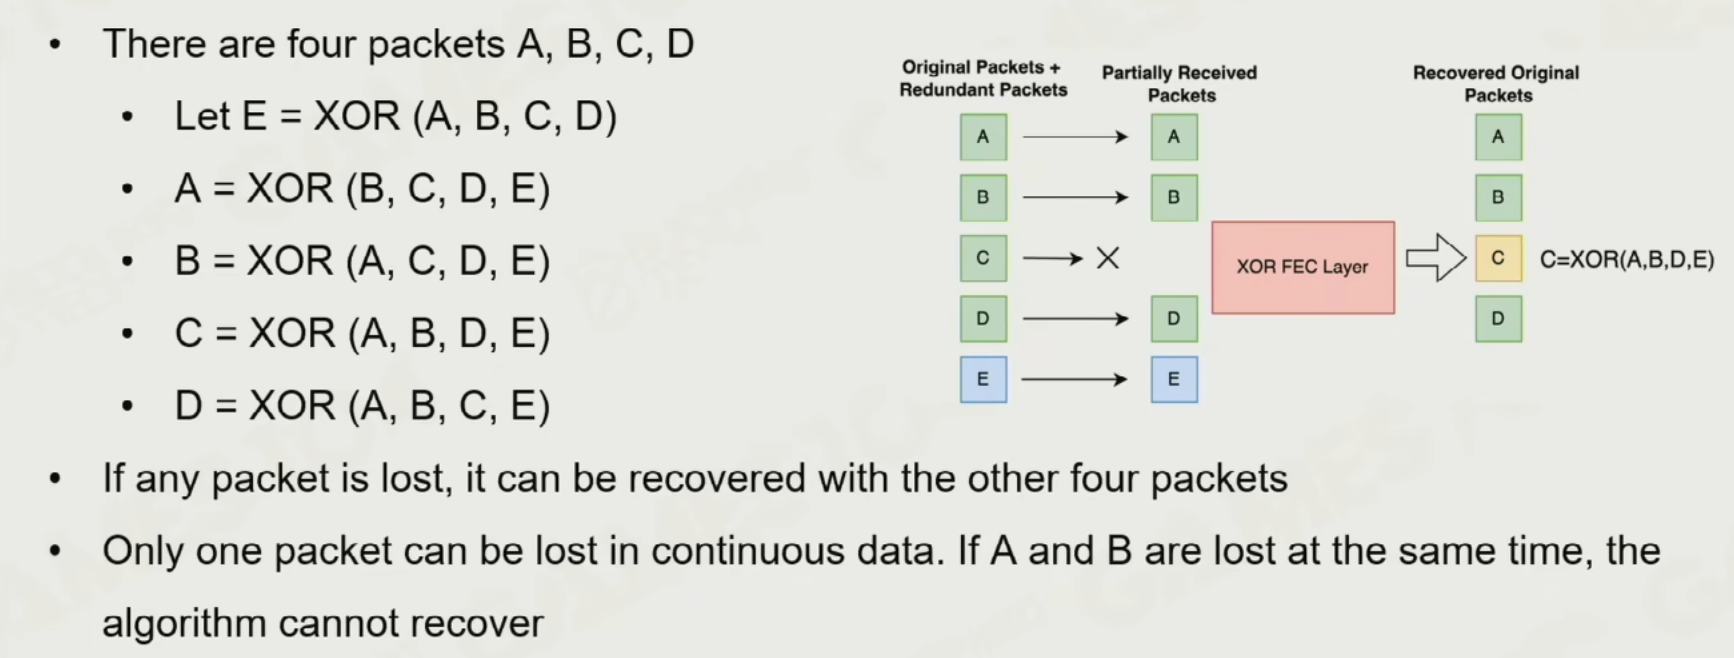 • There are four packets A, B, C, D
• Let E = XOR (A, B, C, D)
• A = XOR (B, C, D, E)
• B = XOR (A, C, D, E)
• C = XOR (A, B, D, E)
• D = XOR (A, B, C, E)
• If any packet is lost, it can be recovered with the other four packets
• Only one packet can be lost in continuous data. If A and B are lost at the same time, the
algorithm cannot recover
Original Packets +
Redundant Packets
A
B
C
D
E
Partially Received
Packets
A
B
D
E
XOR FEC Layer
Recovered Original
Packets
A
B
C
D
C=XOR(A,B,D,E)